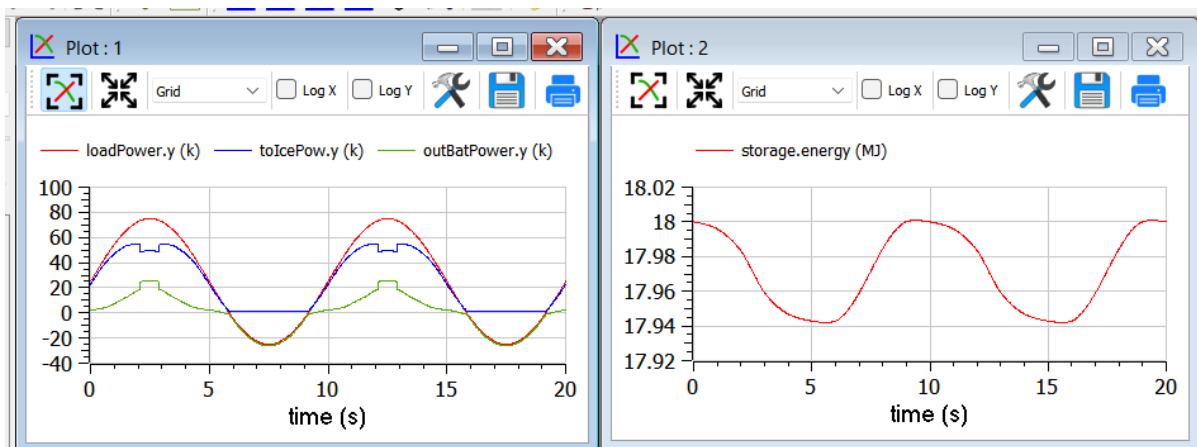 Plot : 1
Grid Log X Log Y
loadPower.y (k) toIcePow.y (k) outBatPower.y (k)
100
80
60
40
20
0
-20
-40
0 5 10 15 20
time (s)
Plot : 2
Grid Log X Log Y
storage.energy (MJ)
18.02
18
17.98
17.96
17.94
17.92
0 5 10 15 20
time (s)